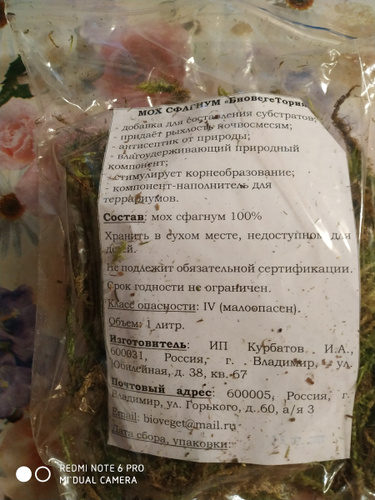 МОХ СФАГНУМ «БиовегеТория
- добавка для составления субстратов;
- придаёт рыхлость почвосмесям;
- антисептик от природы;
- влагоудерживающий природный
компонент;
- стимулирует корнеобразование;
- компонент-наполнитель для
террариумов.
Состав: мох сфагнум 100%
Хранить в сухом месте, недоступном для
детей.
Не подлежит обязательной сертификации.
Срок годности не ограничен.
Класс опасности: IV (малоопасен).
Объем: 1 литр.
Изготовитель: ИП Курбатов И.А.,
600031, Россия, г. Владимир, ул.
Юбилейная, д. 38, кв. 67
Почтовый адрес: 600005, Россия, г.
Владимир, ул. Горького, д. 60, а/я 3
Email: bioveget@mail.ru
Дата сбора, упаковки:
REDMI NOTE 6 PRO
MI DUAL CAMERA